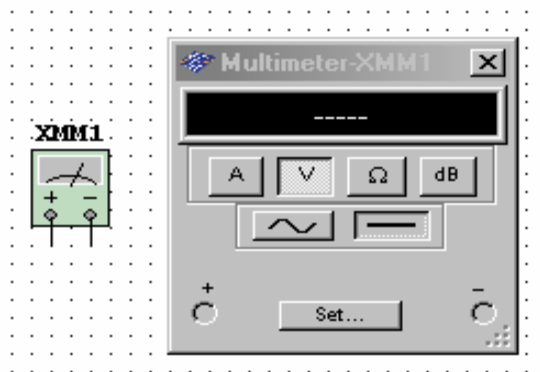 XMM1
+ −
Multimeter-XMM1
-----
A V Ω dB
+ −
Set...